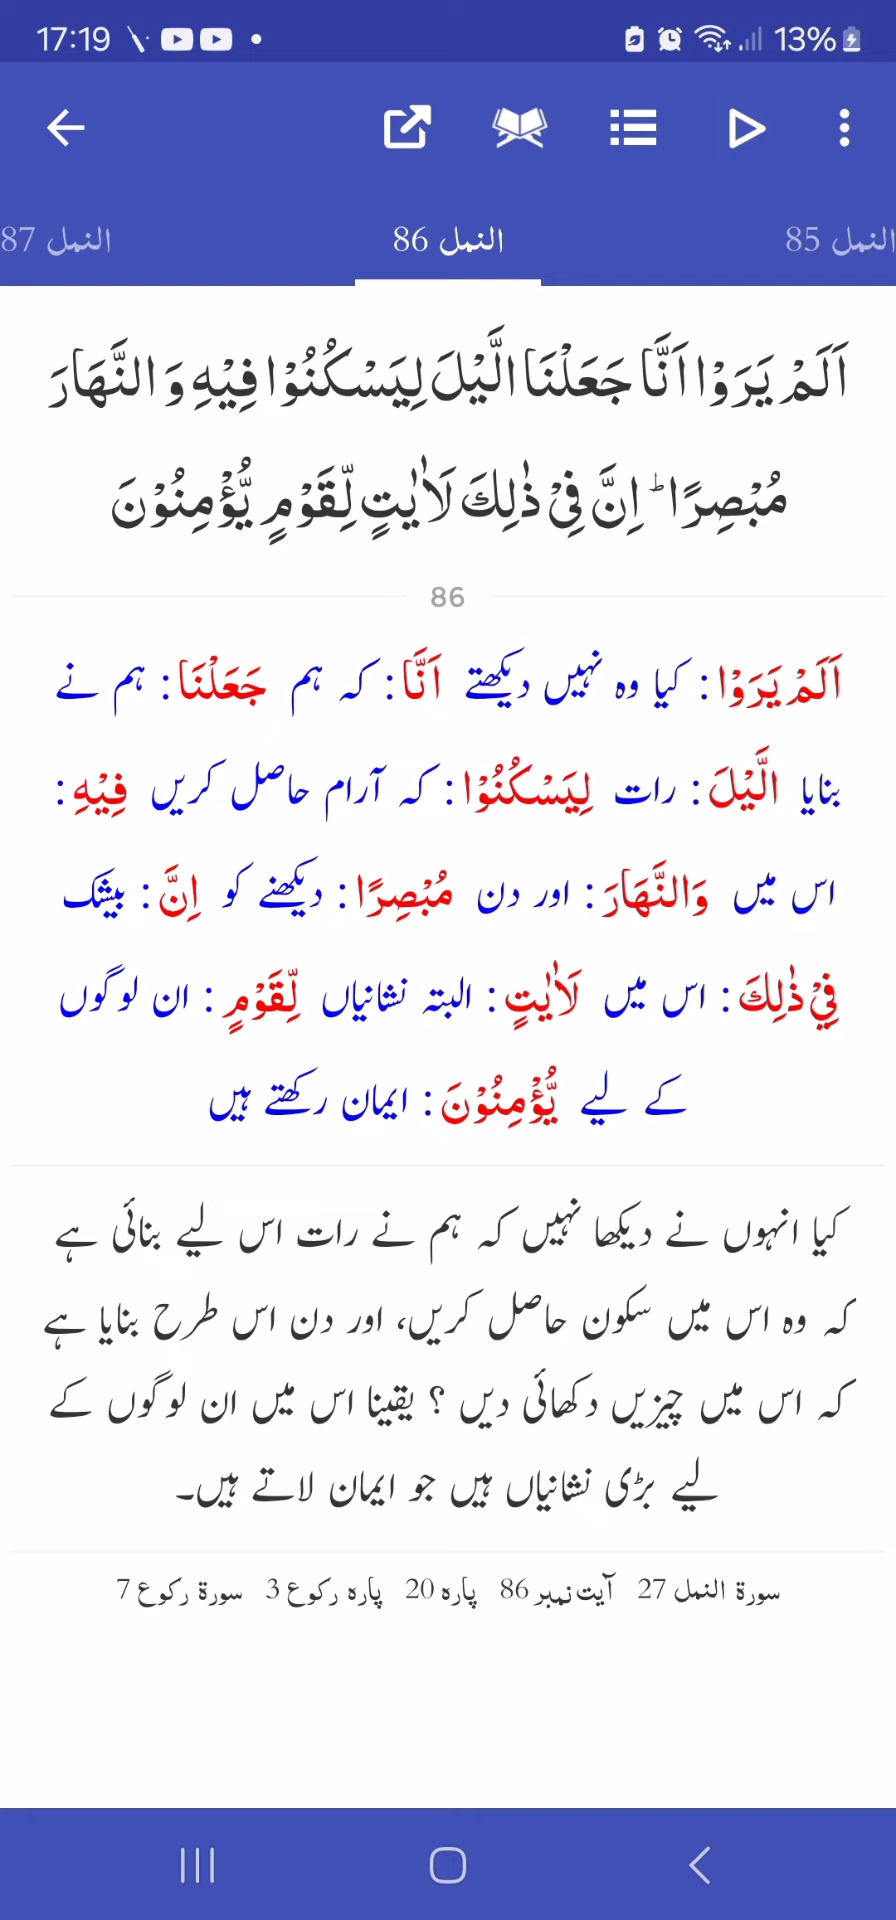 17:19
13%
النمل 85
النمل 86
النمل 87
اَلَمْ يَرَوْا اَنَّا جَعَلْنَا الَّيْلَ لِيَسْكُنُوْا فِيْهِ وَ النَّهَارَ
مُبْصِرًا ؕ اِنَّ فِيْ ذٰلِكَ لَاٰيٰتٍ لِّقَوْمٍ يُّؤْمِنُوْنَ
86
اَلَمْ يَرَوْا : کیا وہ نہیں دیکھتے اَنَّا : کہ ہم جَعَلْنَا : ہم نے
بنایا الَّيْلَ : رات لِيَسْكُنُوْا : کہ آرام حاصل کریں فِيْهِ :
اس میں وَالنَّهَارَ : اور دن مُبْصِرًا : دیکھنے کو اِنَّ : بیشک
فِيْ ذٰلِكَ : اس میں لَاٰيٰتٍ : البتہ نشانیاں لِّقَوْمٍ : ان لوگوں
کے لیے يُّؤْمِنُوْنَ : ایمان رکھتے ہیں
کیا انہوں نے دیکھا نہیں کہ ہم نے رات اس لیے بنائی ہے
کہ وہ اس میں سکون حاصل کریں، اور دن اس طرح بنایا ہے
کہ اس میں چیزیں دکھائی دیں ؟ یقینا اس میں ان لوگوں کے
لیے بڑی نشانیاں ہیں جو ایمان لاتے ہیں۔
سورۃ النمل 27 آیت نمبر 86 پارہ 20 پارہ رکوع 3 سورۃ رکوع 7